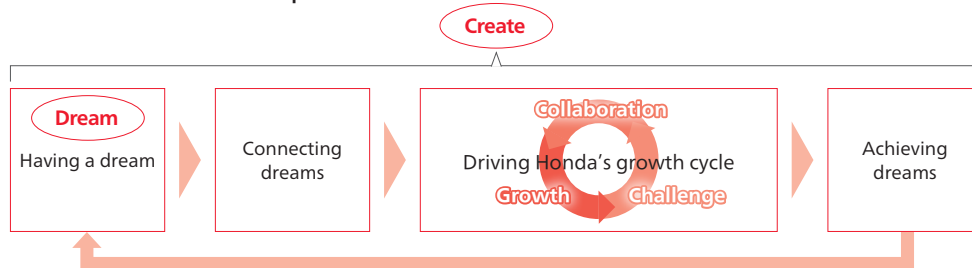 Create
Dream
Having a dream
Connecting
dreams
Collaboration
Driving Honda's growth cycle
Growth
Challenge
Achieving
dreams